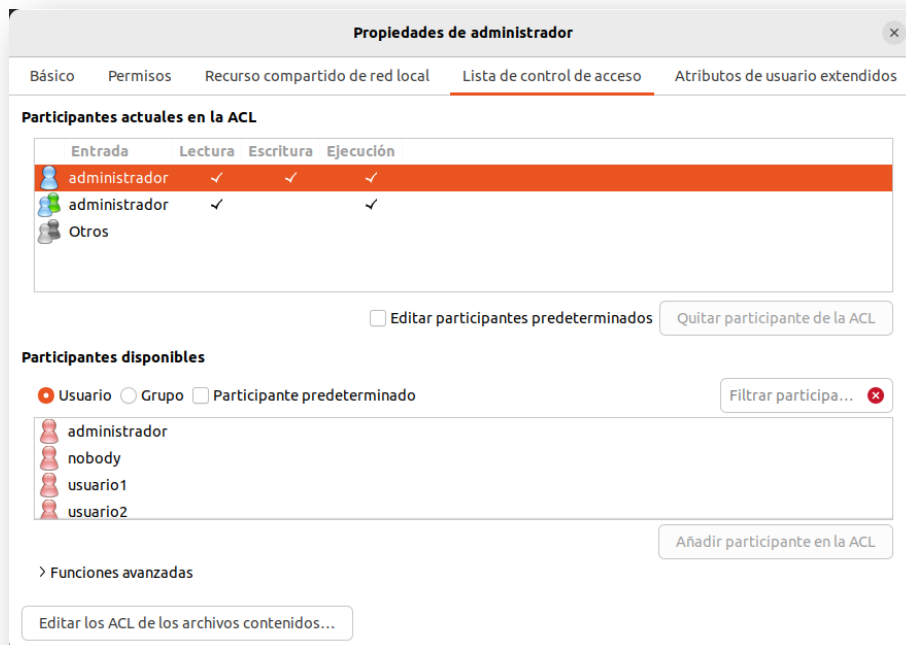 Propiedades de administrador
Básico Permisos Recurso compartido de red local Lista de control de acceso Atributos de usuario extendidos
Participantes actuales en la ACL
Entrada Lectura Escritura Ejecución
administrador ✓ ✓ ✓
administrador ✓ ✓
Otros
Editar participantes predeterminados Quitar participante de la ACL
Participantes disponibles
Usuario Grupo Participante predeterminado Filtrar participa...
administrador
nobody
usuario1
usuario2
Añadir participante en la ACL
> Funciones avanzadas
Editar los ACL de los archivos contenidos...